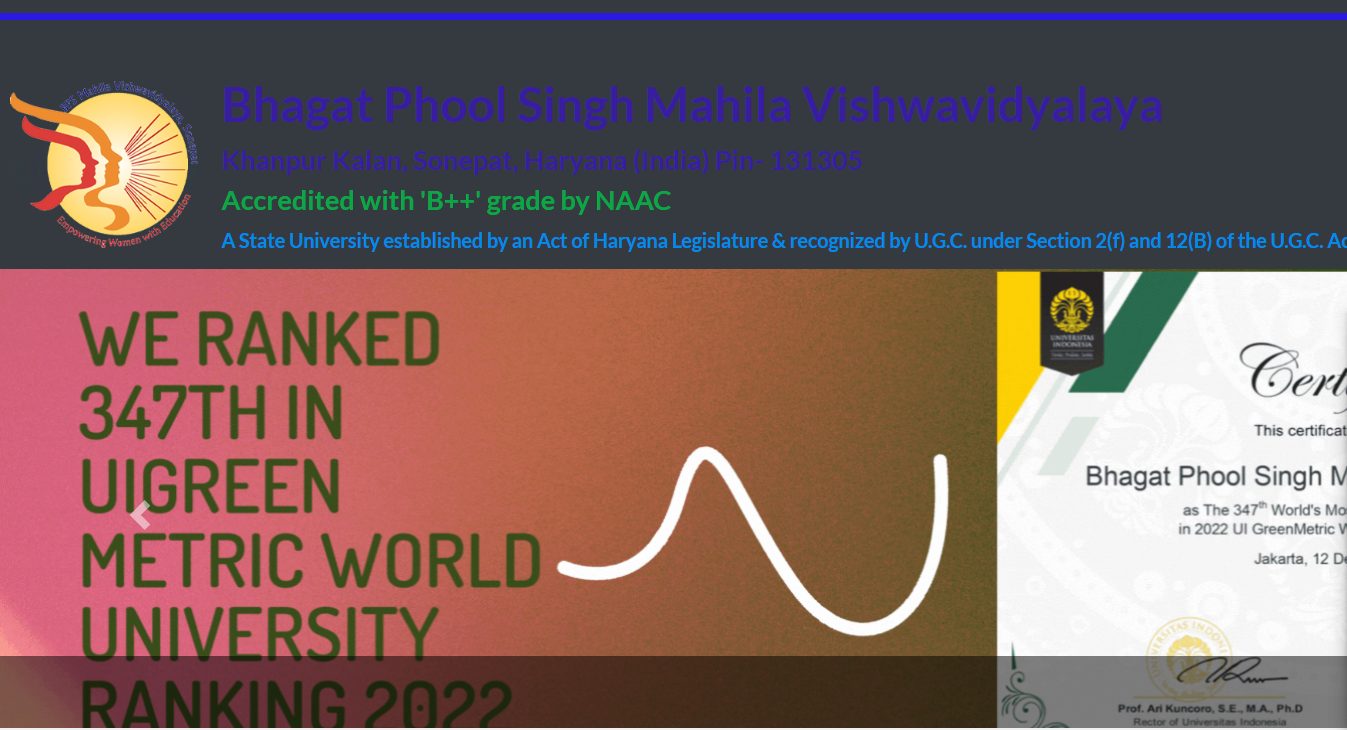 BPS Mahila Vishwavidyalaya, Sonepat
Empowering Women with Education
Bhagat Phool Singh Mahila Vishwavidyalaya
Khanpur Kalan, Sonepat, Haryana (India) Pin- 131305
Accredited with 'B++' grade by NAAC
A State University established by an Act of Haryana Legislature & recognized by U.G.C. under Section 2(f) and 12(B) of the U.G.C. Ac
WE RANKED
347TH IN
UIGREEN
METRIC WORLD
UNIVERSITY
RANKING 2022
UNIVERSITAS
INDONESIA
Cert
This certificat
Bhagat Phool Singh M
as The 347th World's Mo
in 2022 UI GreenMetric W
Jakarta, 12 De
UNIVERSITAS INDONESIA
Prof. Ari Kuncoro, S.E., M.A., Ph.D
Rector of Universitas Indonesia